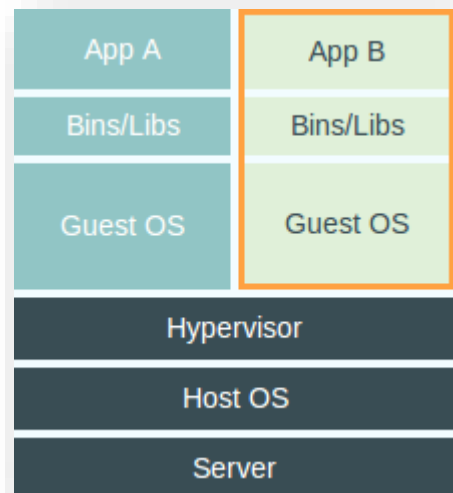 App A
App B
Bins/Libs
Bins/Libs
Guest OS
Guest OS
Hypervisor
Host OS
Server